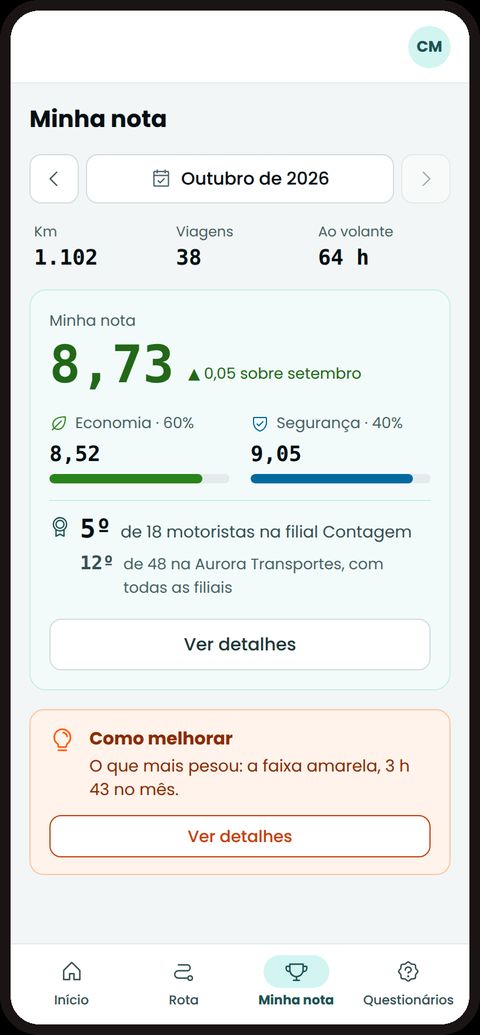 CM
Minha nota
Outubro de 2026
Km
Viagens
Ao volante
1.102
38
64 h
Minha nota
8,73 ▲ 0,05 sobre setembro
Economia · 60%
Segurança · 40%
8,52
9,05
5º de 18 motoristas na filial Contagem
12º de 48 na Aurora Transportes, com
todas as filiais
Ver detalhes
Como melhorar
O que mais pesou: a faixa amarela, 3 h
43 no mês.
Ver detalhes
Início
Rota
Minha nota
Questionários